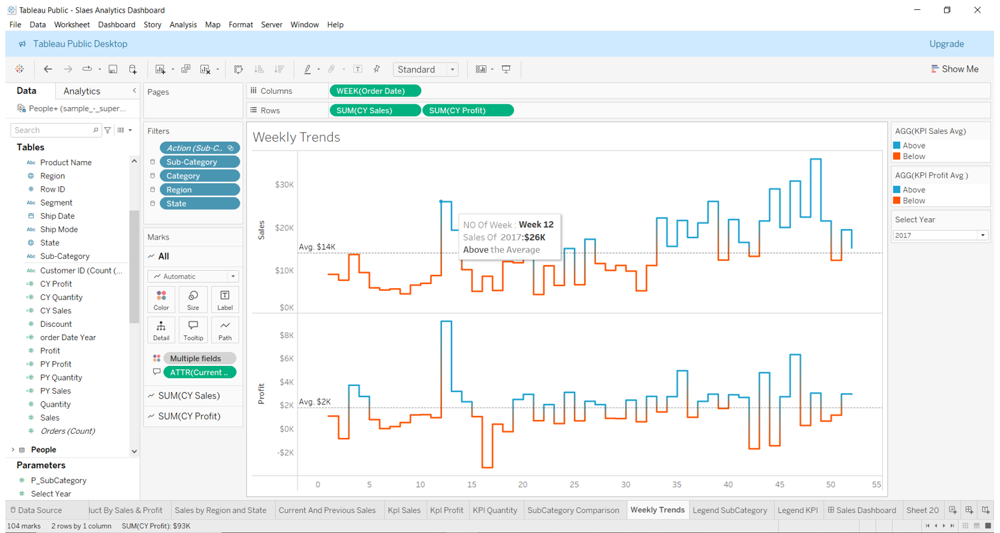 Tableau Public - Slaes Analytics Dashboard
File Data Worksheet Dashboard Story Analysis Map Format Server Window Help
Tableau Public Desktop
Upgrade
Standard
Show Me
Data
Analytics
People+ (sample_-_super...
Search
Tables
Abc Product Name
Region
# Row ID
Abc Segment
Ship Date
Abc Ship Mode
State
Abc Sub-Category
Abc Customer ID (Count (...
=# CY Profit
=# CY Quantity
=# CY Sales
# Discount
=# order Date Year
# Profit
=# PY Profit
=# PY Quantity
=# PY Sales
# Quantity
# Sales
# Orders (Count)
People
Parameters
# P_SubCategory
# Select Year
Pages
Filters
Action (Sub-C..
Sub-Category
Category
Region
State
Marks
All
Automatic
Color
Size
Label
Detail
Tooltip
Path
Multiple fields
ATTR(Current ..
SUM(CY Sales)
SUM(CY Profit)
Columns
WEEK(Order Date)
Rows
SUM(CY Sales)
SUM(CY Profit)
Weekly Trends
Sales
$30K
$20K
$10K
$0K
Avg. $14K
NO Of Week : Week 12
Sales Of 2017:$26K
Above the Average
Profit
$8K
$6K
$4K
$2K
$0K
-$2K
Avg. $2K
0 5 10 15 20 25 30 35 40 45 50 55
AGG(KPI Sales Avg)
Above
Below
AGG(KPI Profit Avg )
Above
Below
Select Year
2017
Data Source
luct By Sales & Profit
Sales by Region and State
Current And Previous Sales
Kpl Sales
Kpl Profit
KPI Quantity
SubCategory Comparison
Weekly Trends
Legend SubCategory
Legend KPI
Sales Dashboard
Sheet 20
104 marks
2 rows by 1 column
SUM(CY Profit): $93K